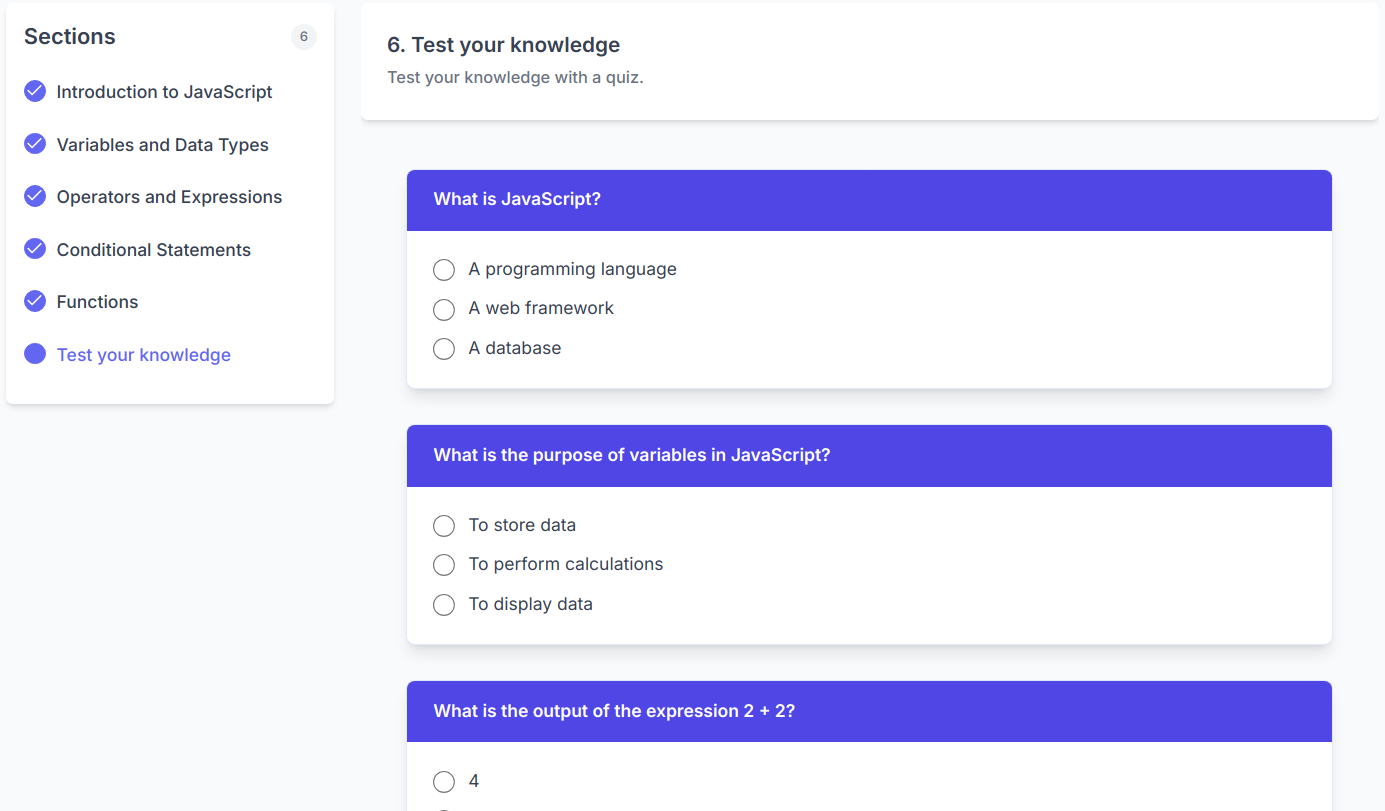 Sections
6
Introduction to JavaScript
Variables and Data Types
Operators and Expressions
Conditional Statements
Functions
Test your knowledge
6. Test your knowledge
Test your knowledge with a quiz.
What is JavaScript?
A programming language
A web framework
A database
What is the purpose of variables in JavaScript?
To store data
To perform calculations
To display data
What is the output of the expression 2 + 2?
4